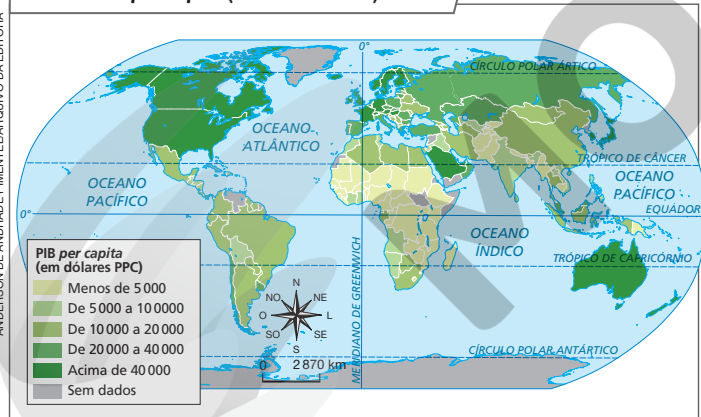 CÍRCULO POLAR ÁRTICO
OCEANO
ATLÂNTICO
TRÓPICO DE CÂNCER
OCEANO
PACÍFICO
OCEANO
PACÍFICO
0°
0°
EQUADOR
OCEANO
ÍNDICO
TRÓPICO DE CAPRICÓRNIO
MERIDIANO DE GREENWICH
CÍRCULO POLAR ANTÁRTICO
PIB per capita
(em dólares PPC)
Menos de 5 000
De 5 000 a 10 000
De 10 000 a 20 000
De 20 000 a 40 000
Acima de 40 000
Sem dados
N
NO NE
O L
SO SE
S
0 2 870 km